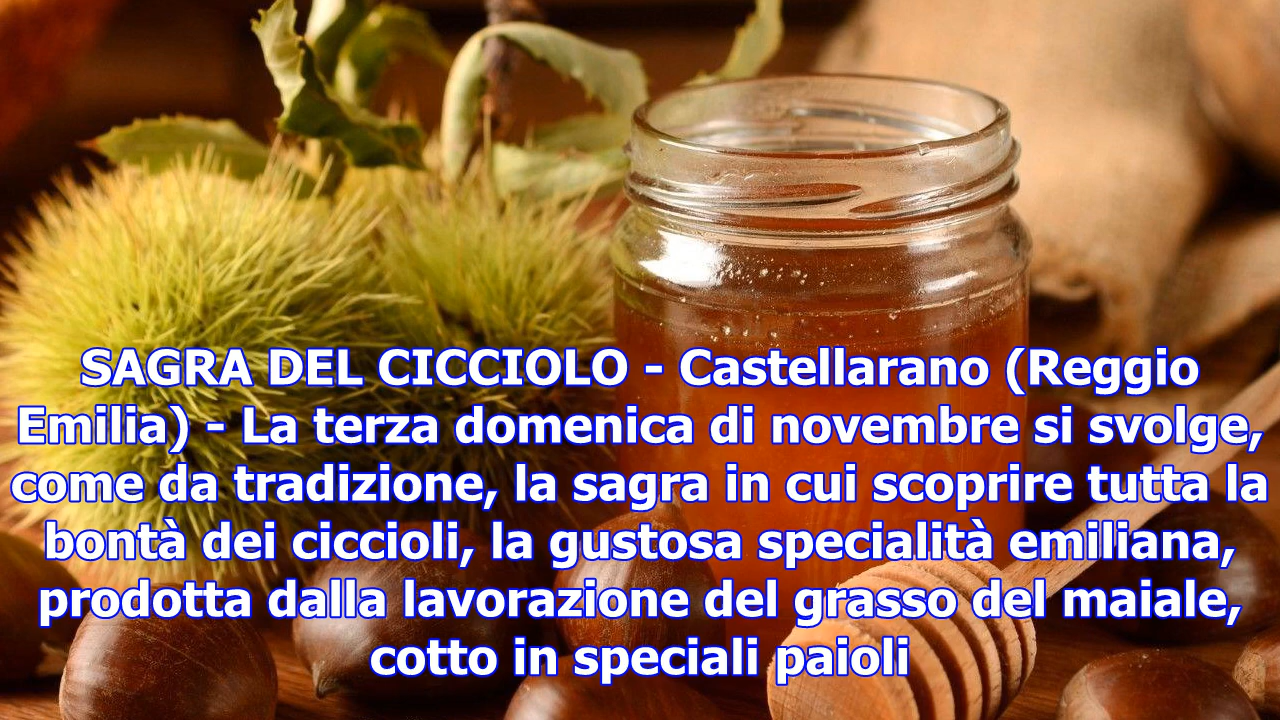 SAGRA DEL CICCIOLO - Castellarano (Reggio
Emilia) - La terza domenica di novembre si svolge,
come da tradizione, la sagra in cui scoprire tutta la
bontà dei ciccioli, la gustosa specialità emiliana,
prodotta dalla lavorazione del grasso del maiale,
cotto in speciali paioli